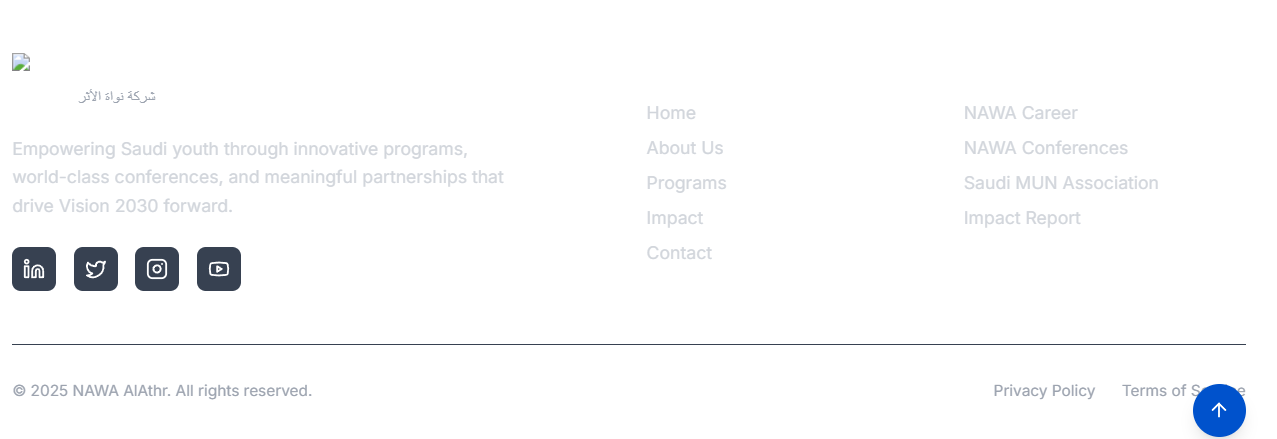 شركة نواة الأثر
Empowering Saudi youth through innovative programs,
world-class conferences, and meaningful partnerships that
drive Vision 2030 forward.
Home
About Us
Programs
Impact
Contact
NAWA Career
NAWA Conferences
Saudi MUN Association
Impact Report
© 2025 NAWA AlAthr. All rights reserved.
Privacy Policy
Terms of